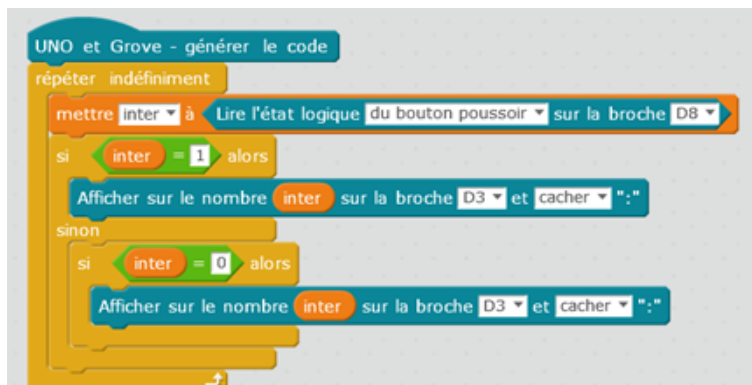 UNO et Grove - générer le code
répéter indéfiniment
mettre inter à Lire l'état logique du bouton poussoir sur la broche D8
si inter = 1 alors
Afficher sur le nombre inter sur la broche D3 et cacher ":"
sinon
si inter = 0 alors
Afficher sur le nombre inter sur la broche D3 et cacher ":"